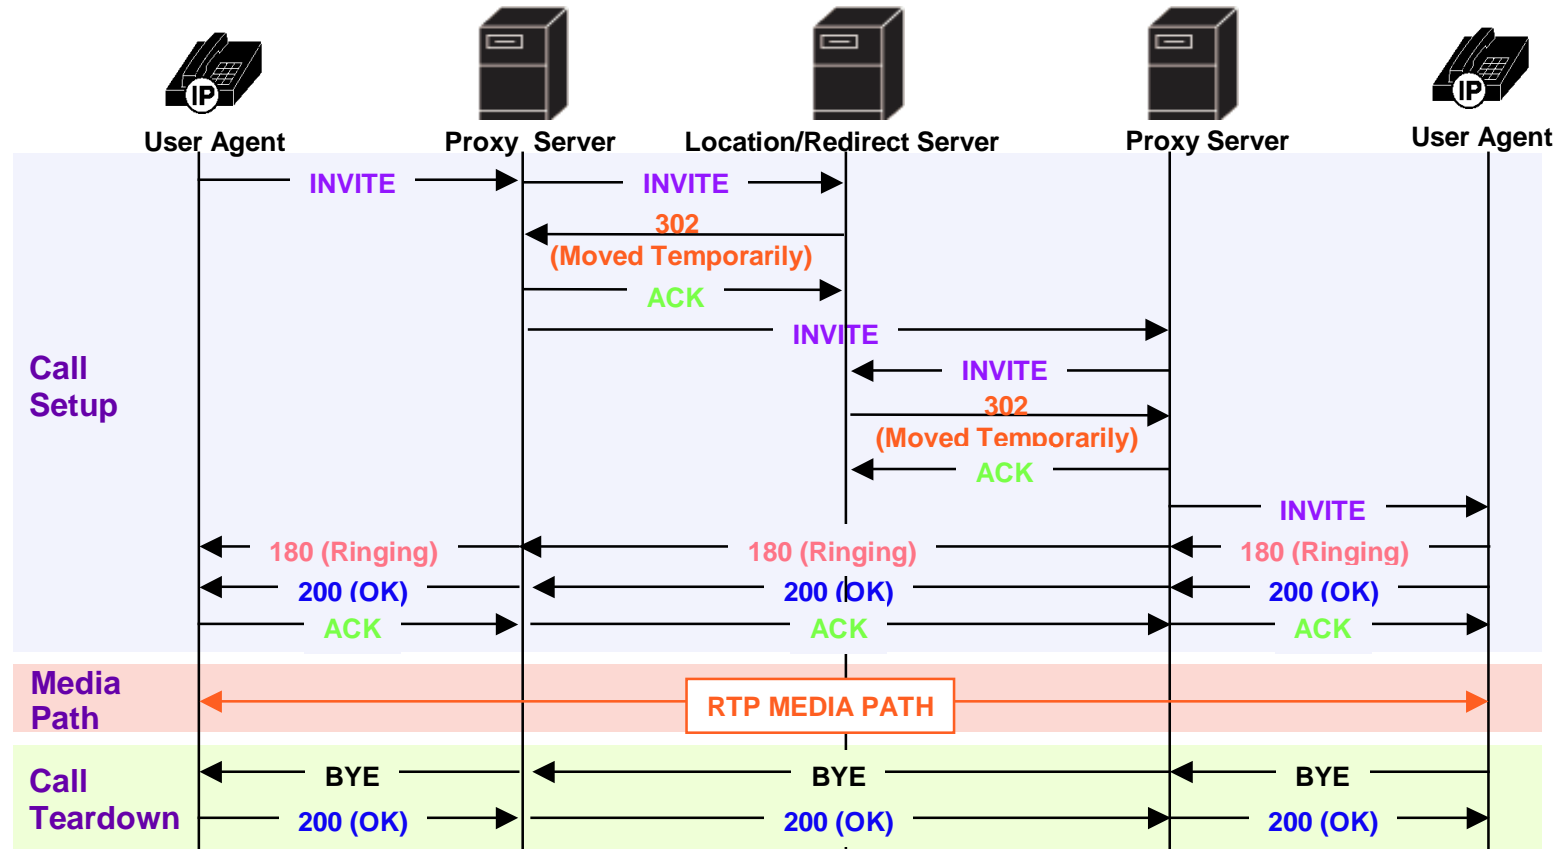 IP
IP
User Agent
Proxy Server
Location/Redirect Server
Proxy Server
User Agent
INVITE
INVITE
302
(Moved Temporarily)
ACK
INVITE
Call
Setup
INVITE
302
(Moved Temporarily)
ACK
INVITE
180 (Ringing)
180 (Ringing)
180 (Ringing)
200 (OK)
200 (OK)
200 (OK)
ACK
ACK
ACK
Media
Path
RTP MEDIA PATH
Call
Teardown
BYE
BYE
BYE
200 (OK)
200 (OK)
200 (OK)